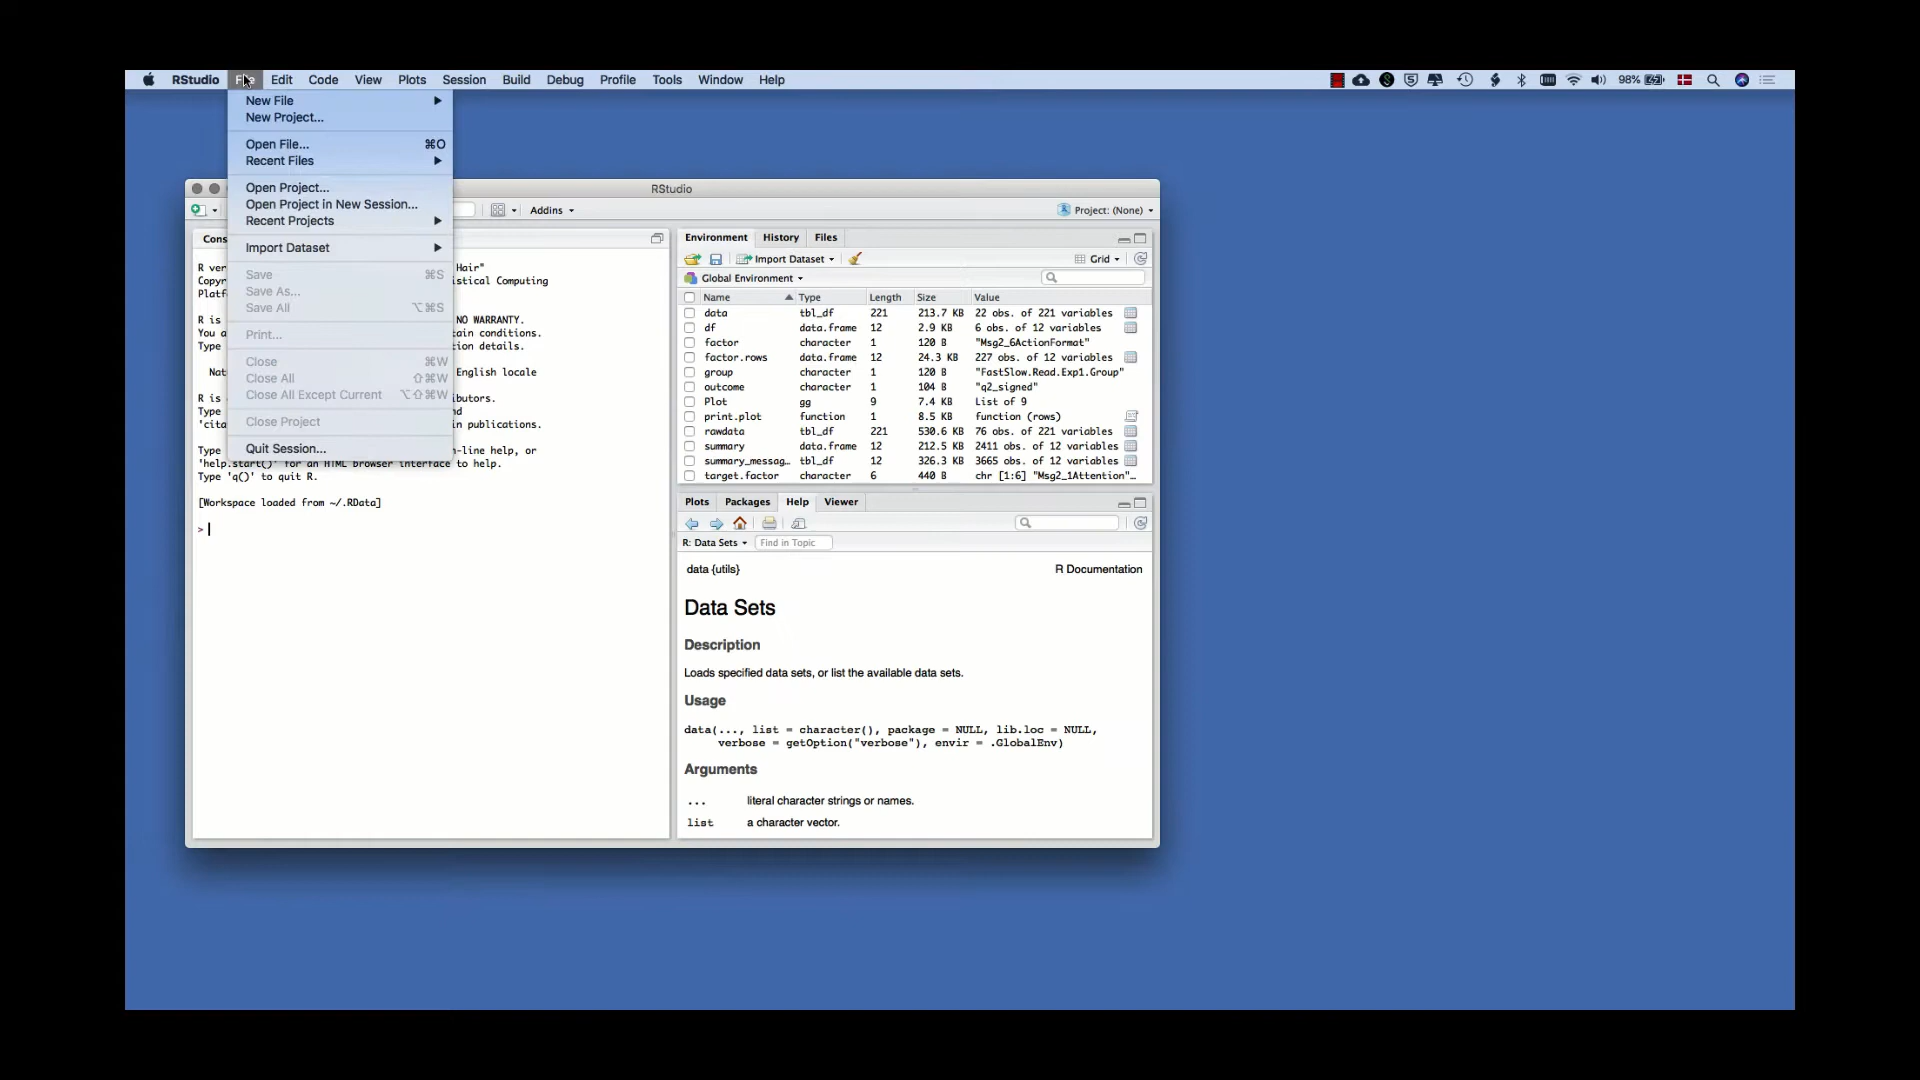 RStudio File Edit Code View Plots Session Build Debug Profile Tools Window Help 98%
New File
New Project...
Open File... ⌘O
Recent Files
Open Project...
Open Project in New Session...
Recent Projects
Import Dataset
Save ⌘S
Save As...
Save All ⌥⌘S
Print...
Close ⌘W
Close All ⇧⌘W
Close All Except Current ⌥⇧⌘W
Close Project
Quit Session...
RStudio
Addins
Project: (None)
Cons
R ver Hair"
Copyr istical Computing
Platf
R is NO WARRANTY.
You a tain conditions.
Type tion details.
Nat English locale
R is ibutors.
Type nd
'cita publications.
Type n-line help, or
'help.start()' for an HTML browser interface to help.
Type 'q()' to quit R.
[Workspace loaded from ~/.RData]
>
Environment History Files
Import Dataset Grid
Global Environment
Name Type Length Size Value
data tbl_df 221 213.7 KB 22 obs. of 221 variables
df data.frame 12 2.9 KB 6 obs. of 12 variables
factor character 1 120 B "Msg2_6ActionFormat"
factor.rows data.frame 12 24.3 KB 227 obs. of 12 variables
group character 1 120 B "FastSlow.Read.Exp1.Group"
outcome character 1 104 B "q2_signed"
Plot gg 9 7.4 KB List of 9
print.plot function 1 8.5 KB function (rows)
rawdata tbl_df 221 530.6 KB 76 obs. of 221 variables
summary data.frame 12 212.5 KB 2411 obs. of 12 variables
summary_messag… tbl_df 12 326.3 KB 3665 obs. of 12 variables
target.factor character 6 440 B chr [1:6] "Msg2_1Attention"…
Plots Packages Help Viewer
R: Data Sets Find in Topic
data {utils} R Documentation
Data Sets
Description
Loads specified data sets, or list the available data sets.
Usage
data(..., list = character(), package = NULL, lib.loc = NULL,
verbose = getOption("verbose"), envir = .GlobalEnv)
Arguments
... literal character strings or names.
list a character vector.